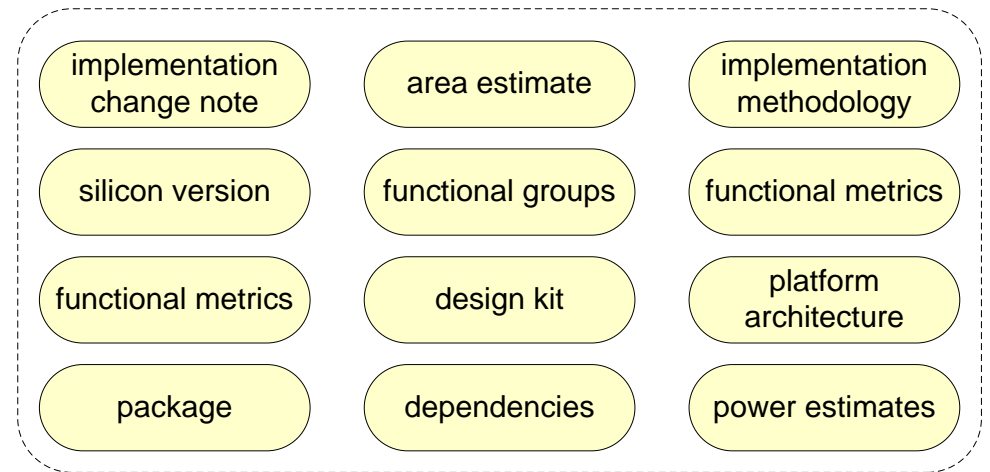 implementation
change note
area estimate
implementation
methodology
silicon version
functional groups
functional metrics
functional metrics
design kit
platform
architecture
package
dependencies
power estimates